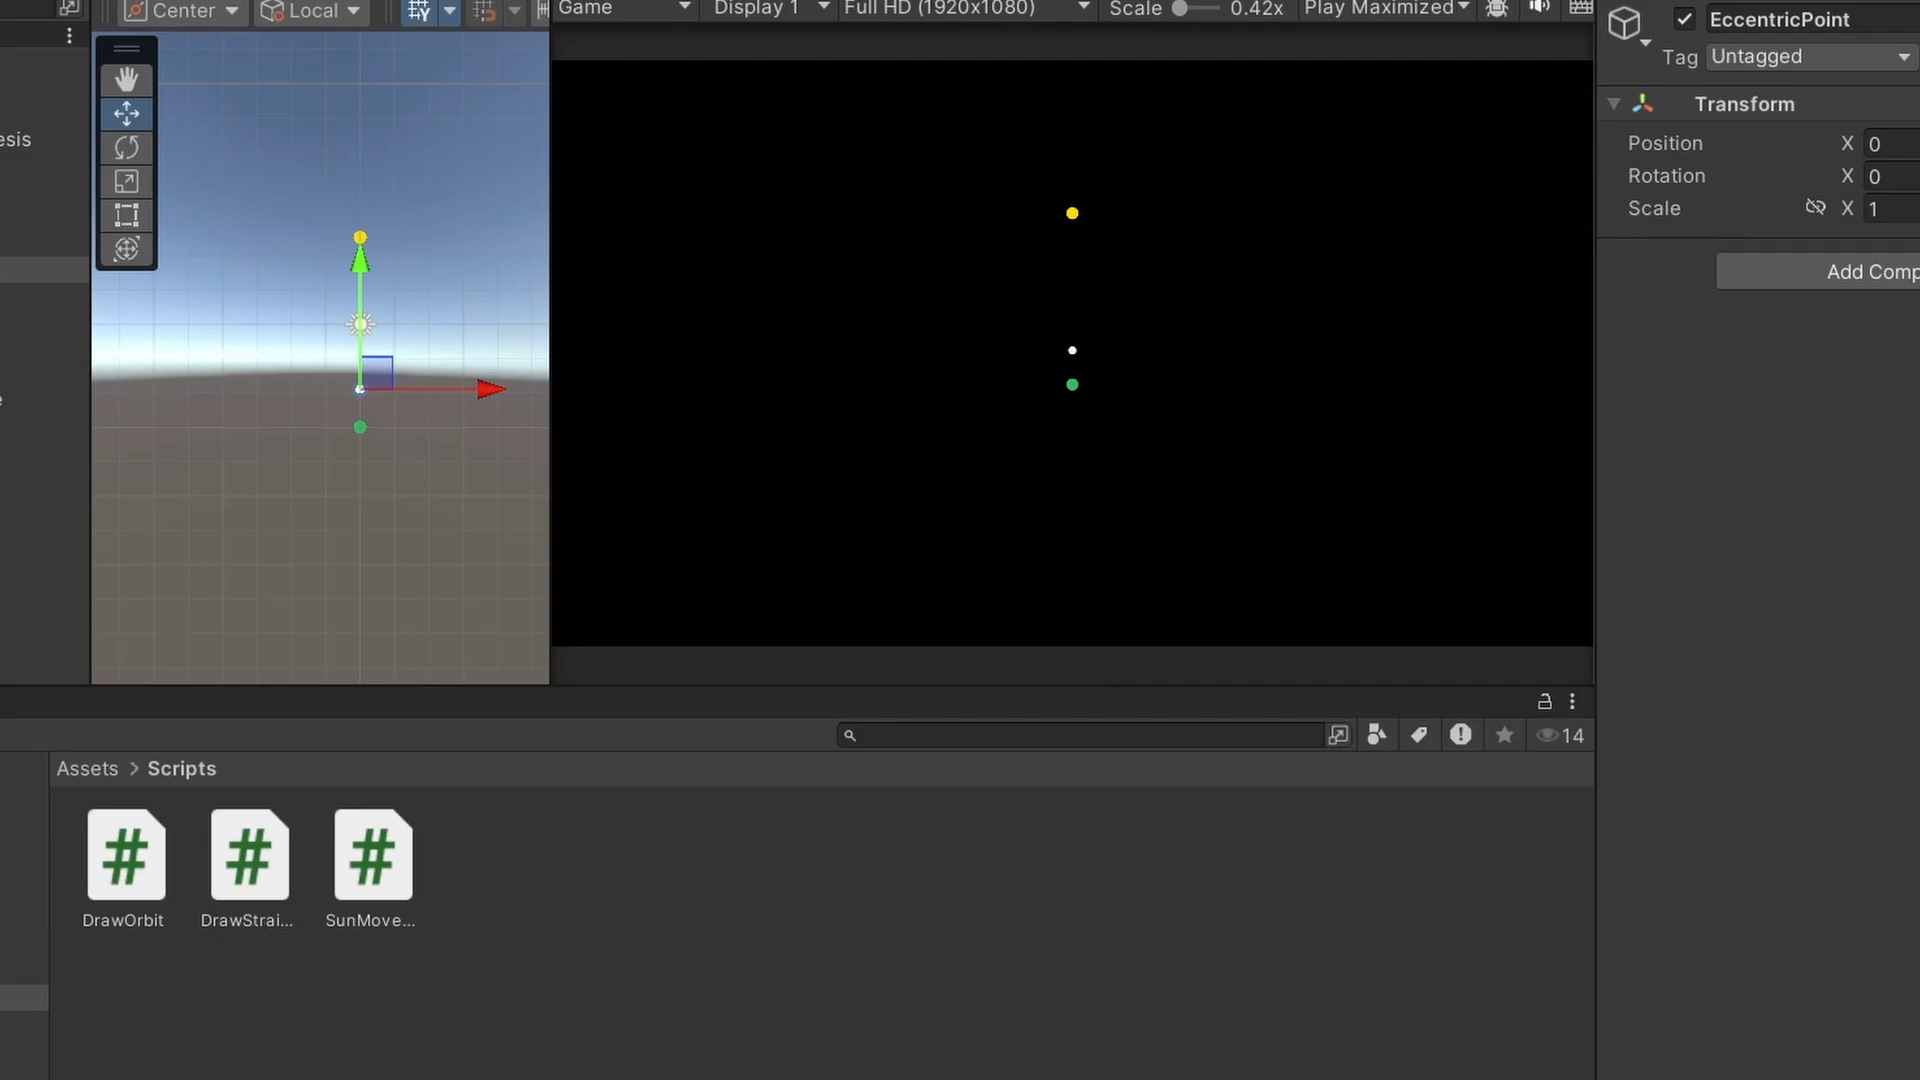 Center Local
Game Display 1 Full HD (1920x1080) Scale 0.42x Play Maximized
EccentricPoint
Tag Untagged
esis
Transform
Position X 0
Rotation X 0
Scale X 1
Add Comp
e
14
Assets > Scripts
DrawOrbit DrawStrai... SunMove...